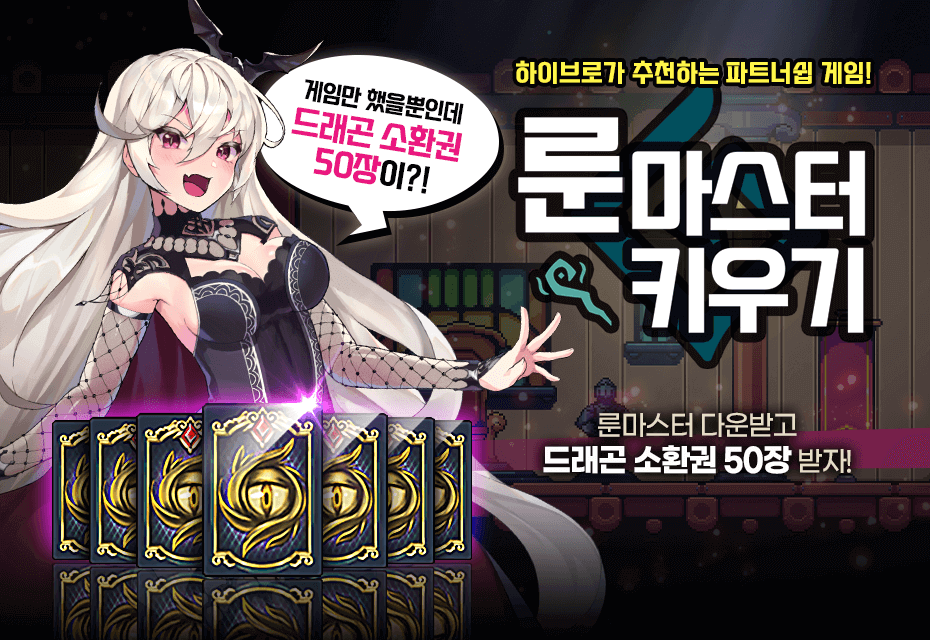 게임만 했을뿐인데
드래곤 소환권
50장이?!
하이브로가 추천하는 파트너쉽 게임!
룬마스터
키우기
룬마스터 다운받고
드래곤 소환권 50장 받자!